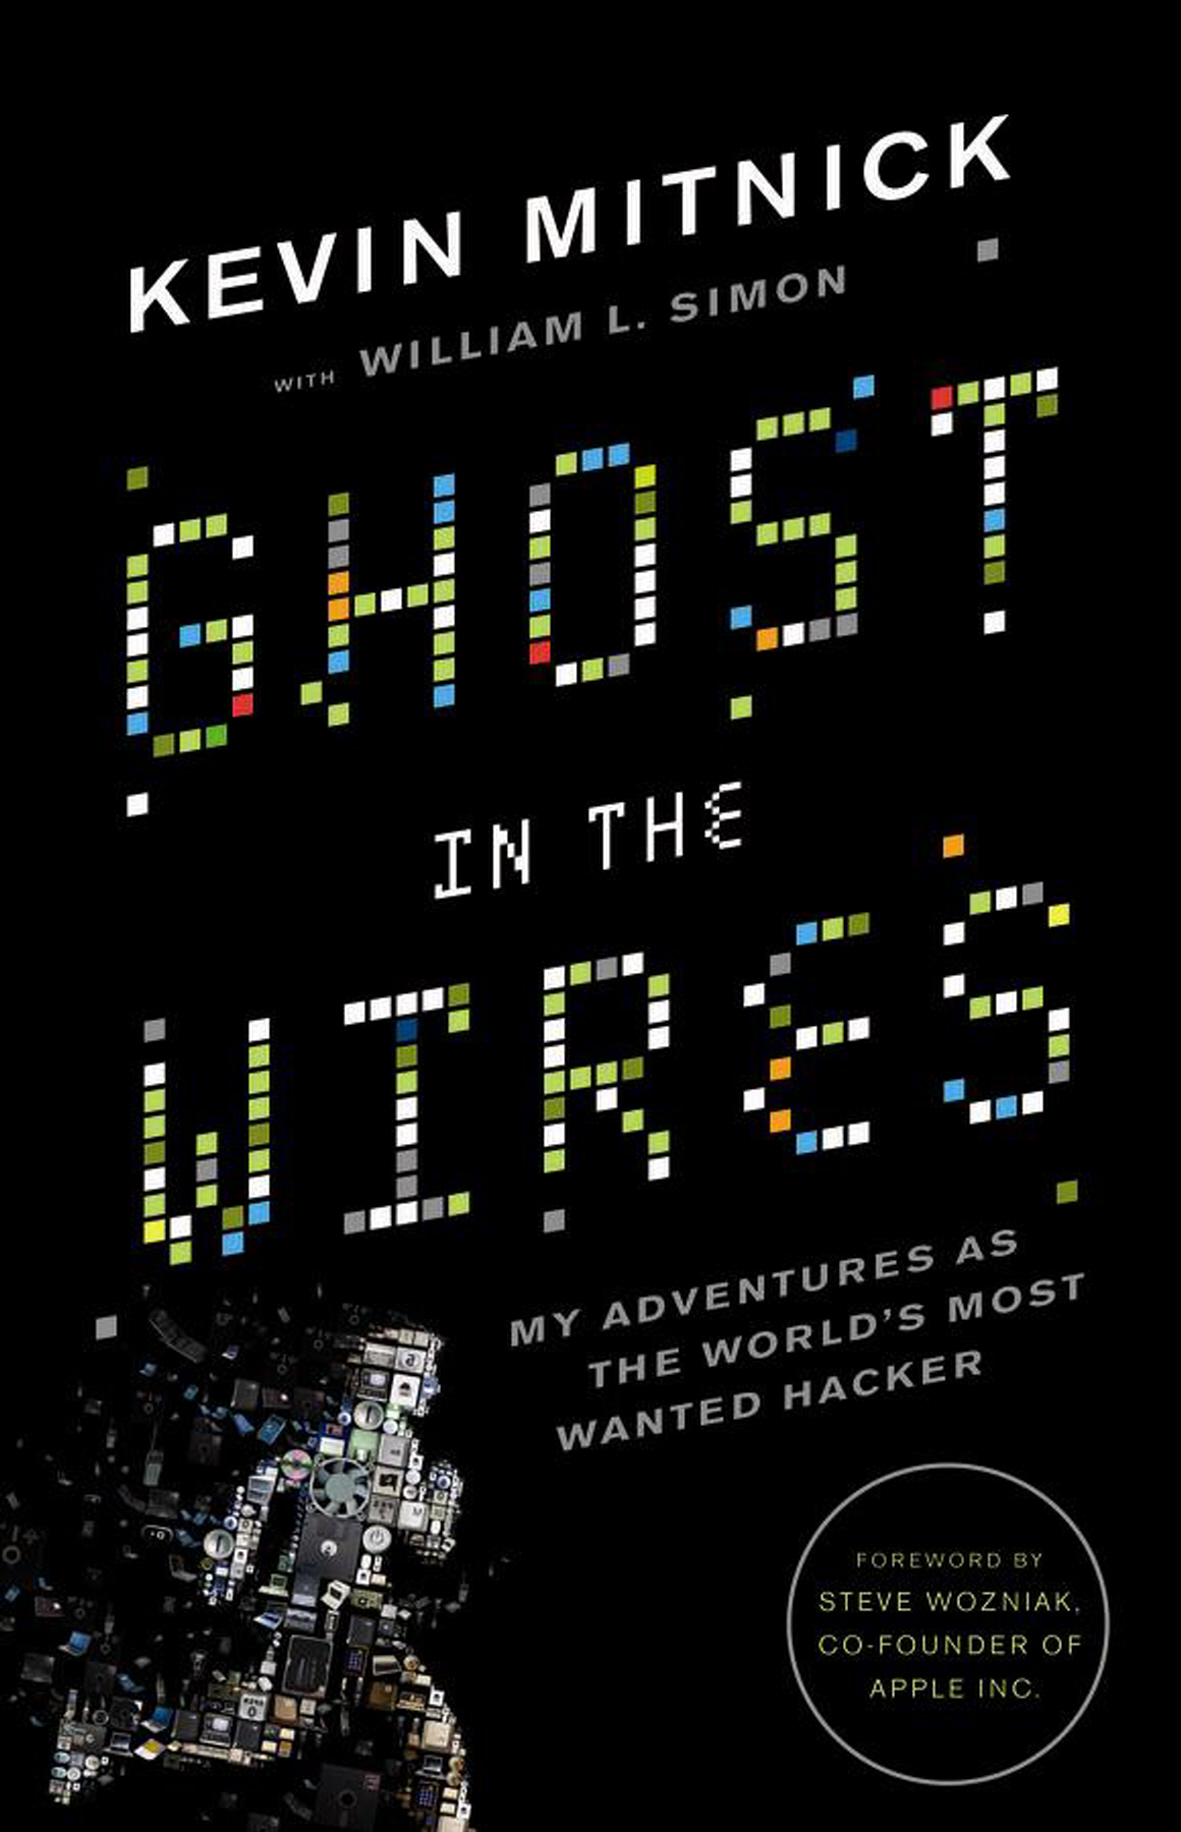 KEVIN MITNICK
WITH WILLIAM L. SIMON
GHOST
IN THE
WIRES
MY ADVENTURES AS
THE WORLD'S MOST
WANTED HACKER
FOREWORD BY
STEVE WOZNIAK,
CO-FOUNDER OF
APPLE INC.